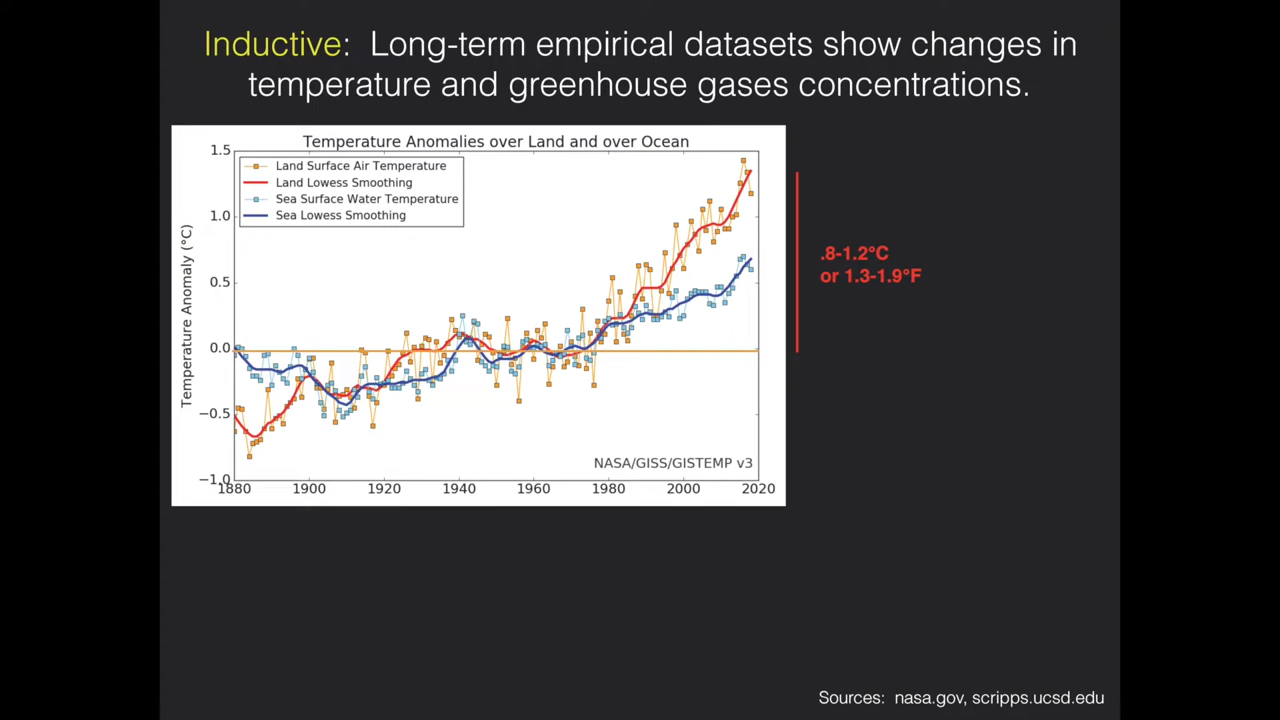 Inductive: Long-term empirical datasets show changes in
temperature and greenhouse gases concentrations.
Temperature Anomalies over Land and over Ocean
Land Surface Air Temperature
Land Lowess Smoothing
Sea Surface Water Temperature
Sea Lowess Smoothing
Temperature Anomaly (°C)
1.5
1.0
0.5
0.0
−0.5
−1.0
1880 1900 1920 1940 1960 1980 2000 2020
NASA/GISS/GISTEMP v3
.8-1.2°C
or 1.3-1.9°F
Sources: nasa.gov, scripps.ucsd.edu